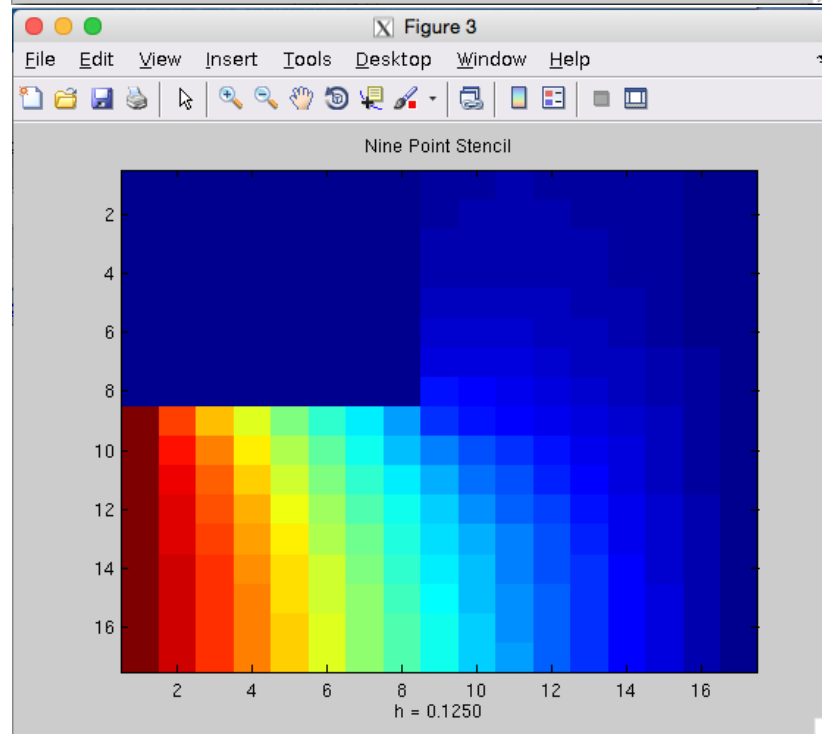 Figure 3
File Edit View Insert Tools Desktop Window Help
Nine Point Stencil
2
4
6
8
10
12
14
16
2 4 6 8 10 12 14 16
h = 0.1250